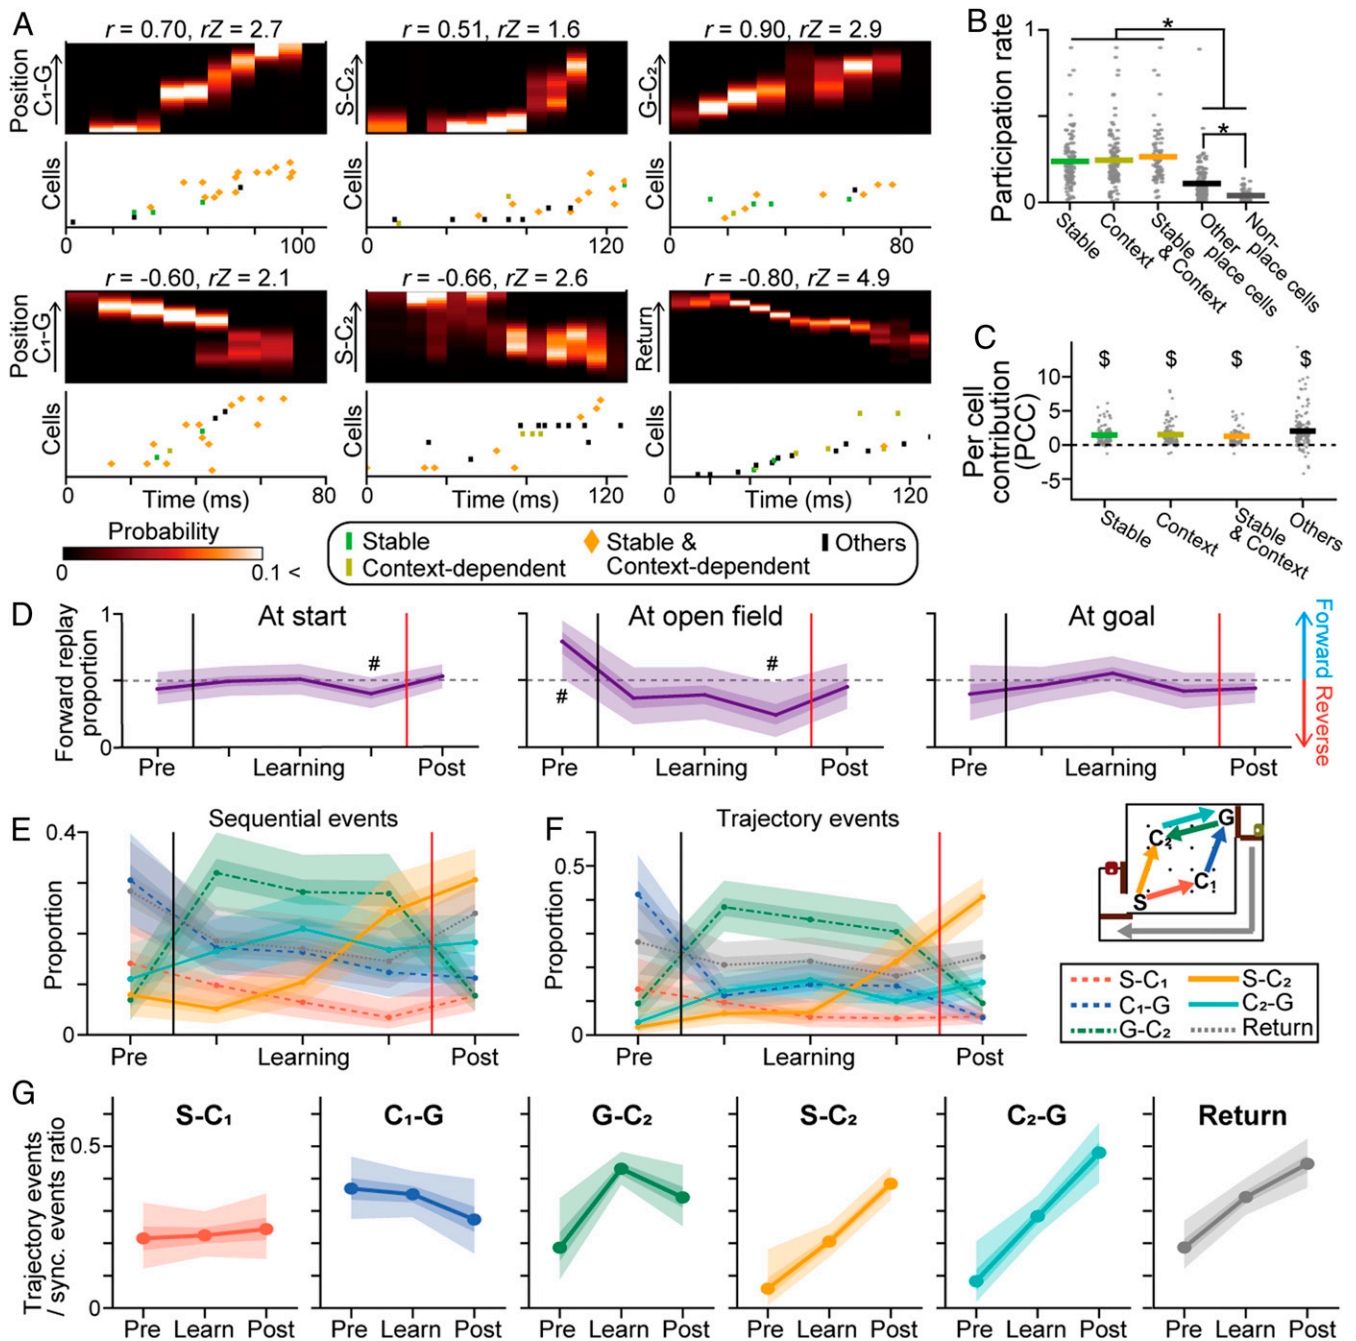 A
r = 0.70, rZ = 2.7
r = 0.51, rZ = 1.6
r = 0.90, rZ = 2.9
Position
C₁-G
S-C₂
G-C₂
Cells
Cells
Cells
0 100
0 120
0 80
r = -0.60, rZ = 2.1
r = -0.66, rZ = 2.6
r = -0.80, rZ = 4.9
Position
C₁-G
S-C₂
Return
Cells
Cells
Cells
0 Time (ms) 80
0 Time (ms) 120
0 Time (ms) 120
Probability
0 0.1 <
Stable
Context-dependent
Stable &
Context-dependent
Others
B
Participation rate
1
0
*
*
Stable
Context
Stable
& Context
Other
place cells
Non-
place cells
C
Per cell
contribution
(PCC)
10
5
0
-5
$ $ $ $
Stable
Context
Stable
& Context
Others
D
Forward replay
proportion
1
0
At start
#
Pre Learning Post
At open field
#
#
Pre Learning Post
At goal
Pre Learning Post
Forward
Reverse
E
Sequential events
Proportion
0.4
0
Pre Learning Post
F
Trajectory events
Proportion
0.5
0
Pre Learning Post
C₂ G
S C₁
S-C₁ S-C₂
C₁-G C₂-G
G-C₂ Return
G
Trajectory events
/ sync. events ratio
0.5
0
S-C₁
Pre Learn Post
C₁-G
Pre Learn Post
G-C₂
Pre Learn Post
S-C₂
Pre Learn Post
C₂-G
Pre Learn Post
Return
Pre Learn Post